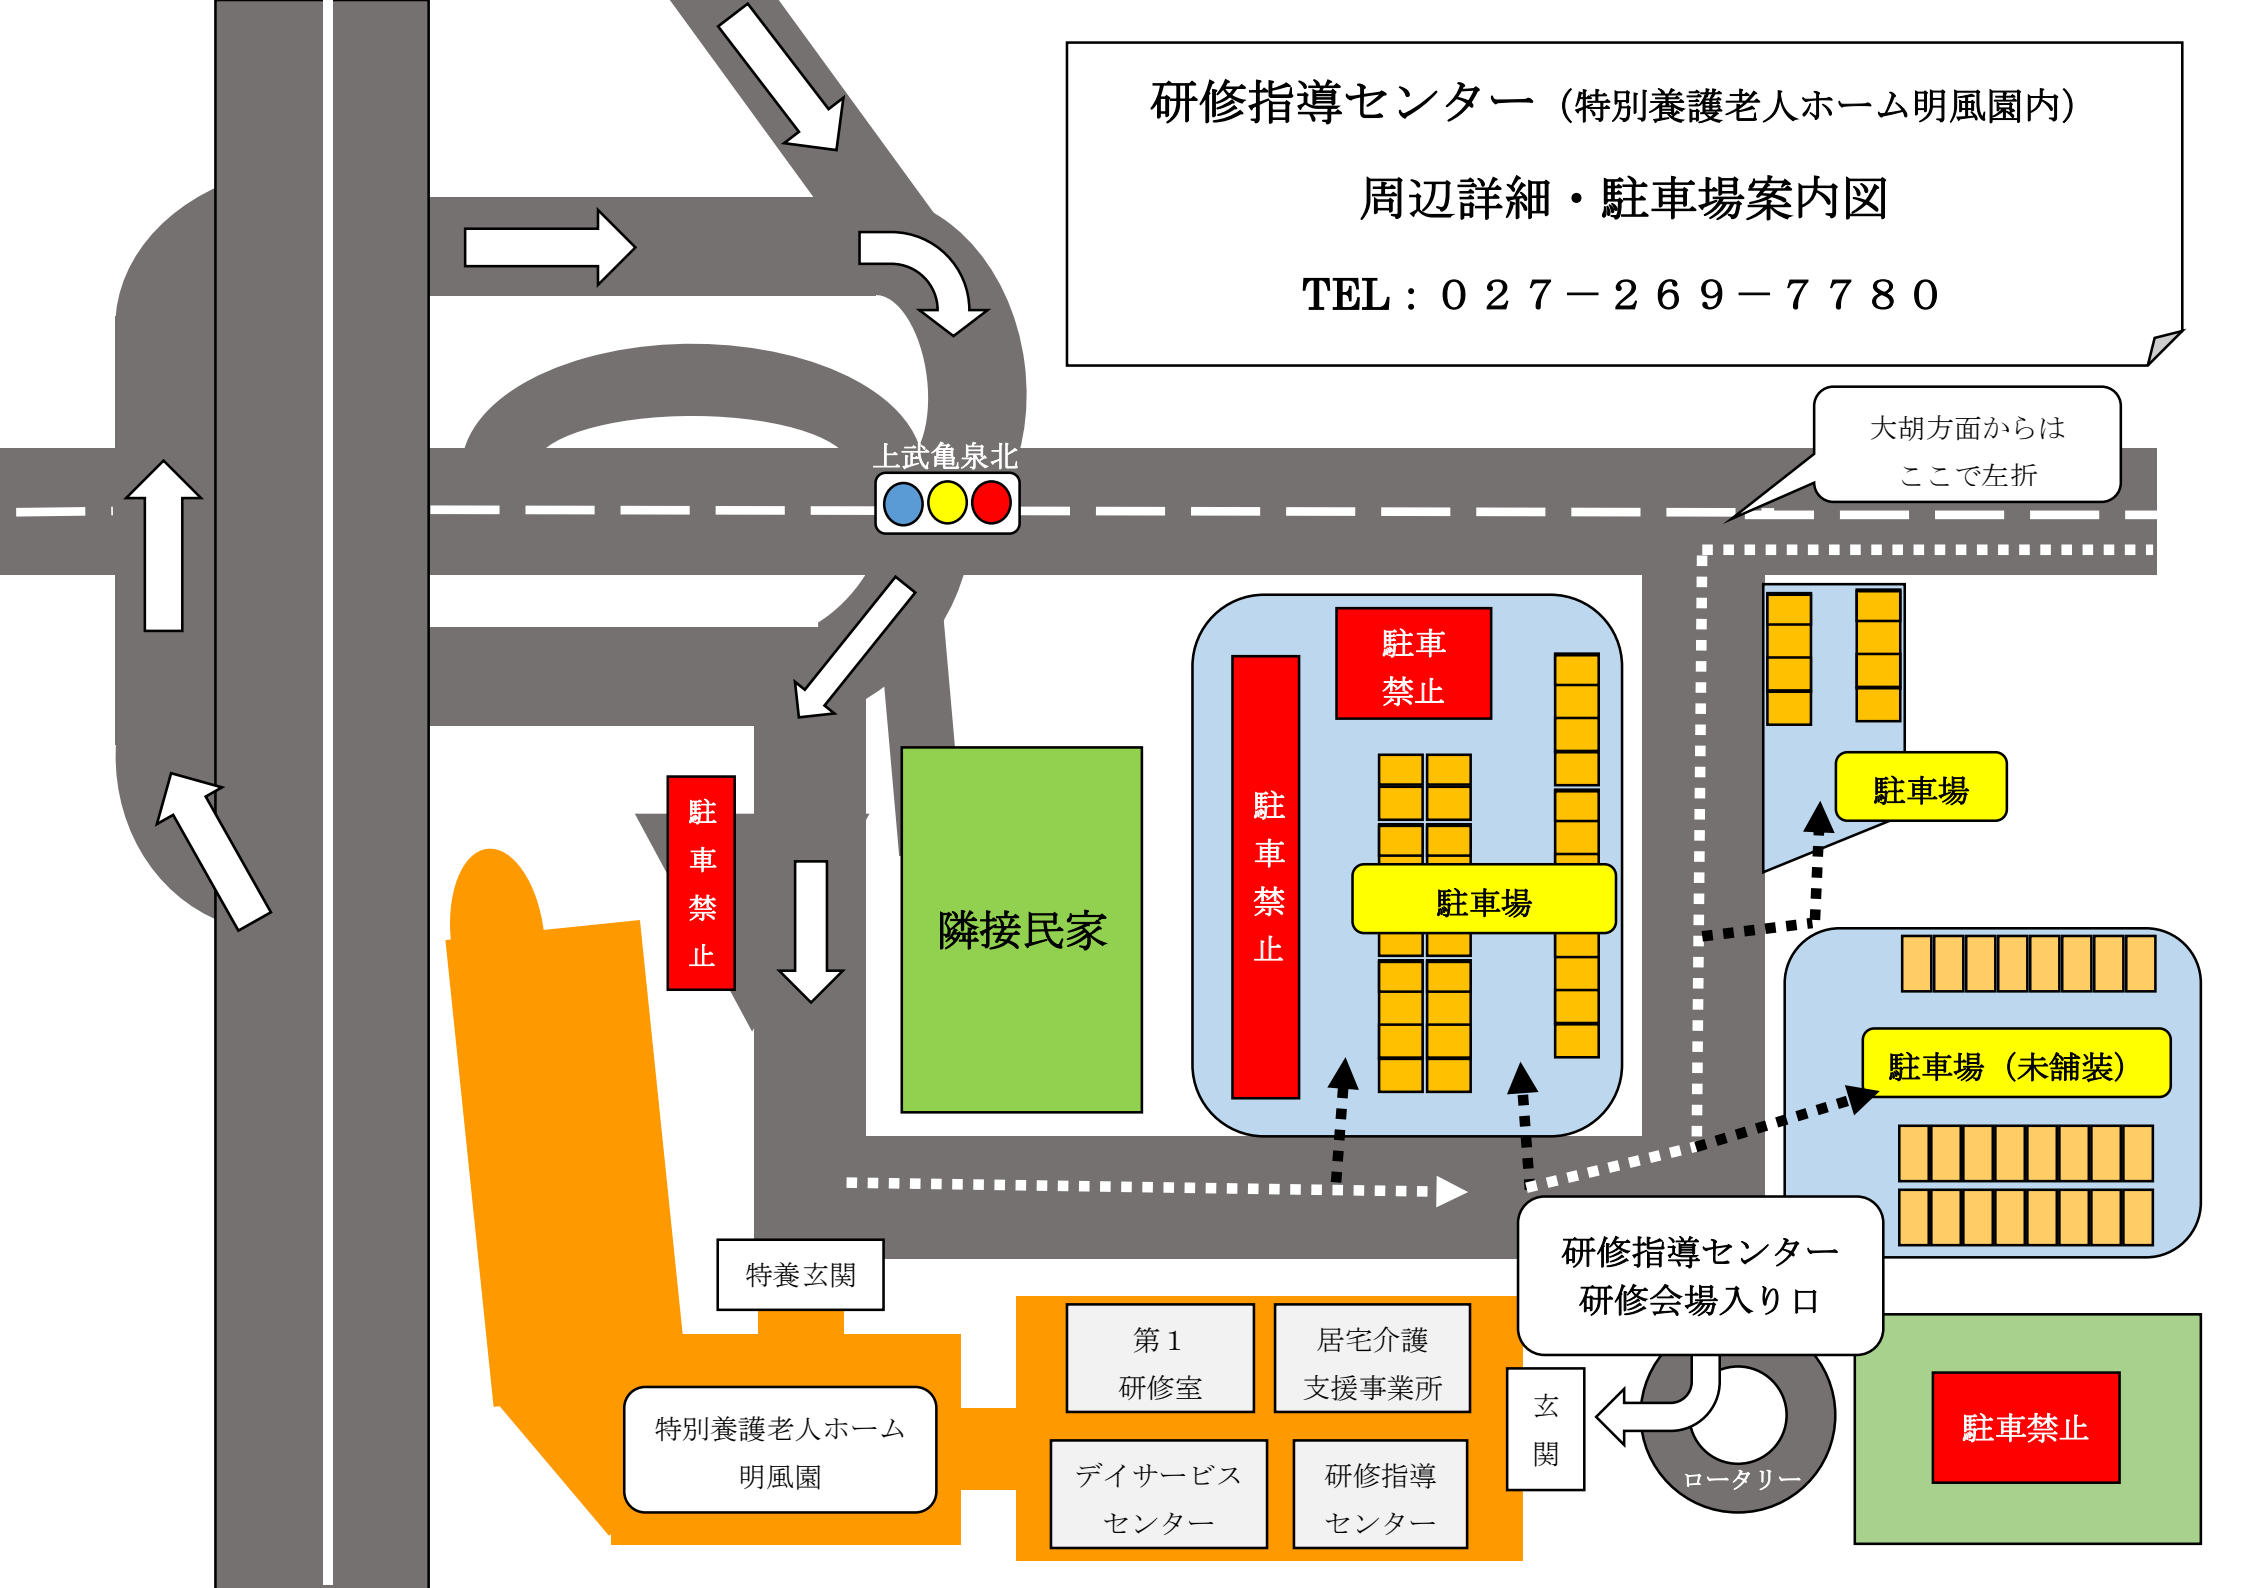 研修指導センター（特別養護老人ホーム明風園内）
周辺詳細・駐車場案内図
TEL：０２７－２６９－７７８０
大胡方面からは
ここで左折
上武亀泉北
駐車
禁止
駐車禁止
駐車場
駐車場
駐車禁止
隣接民家
駐車場（未舗装）
研修指導センター
研修会場入り口
特養玄関
第１
研修室
居宅介護
支援事業所
玄関
特別養護老人ホーム
明風園
デイサービス
センター
研修指導
センター
ロータリー
駐車禁止